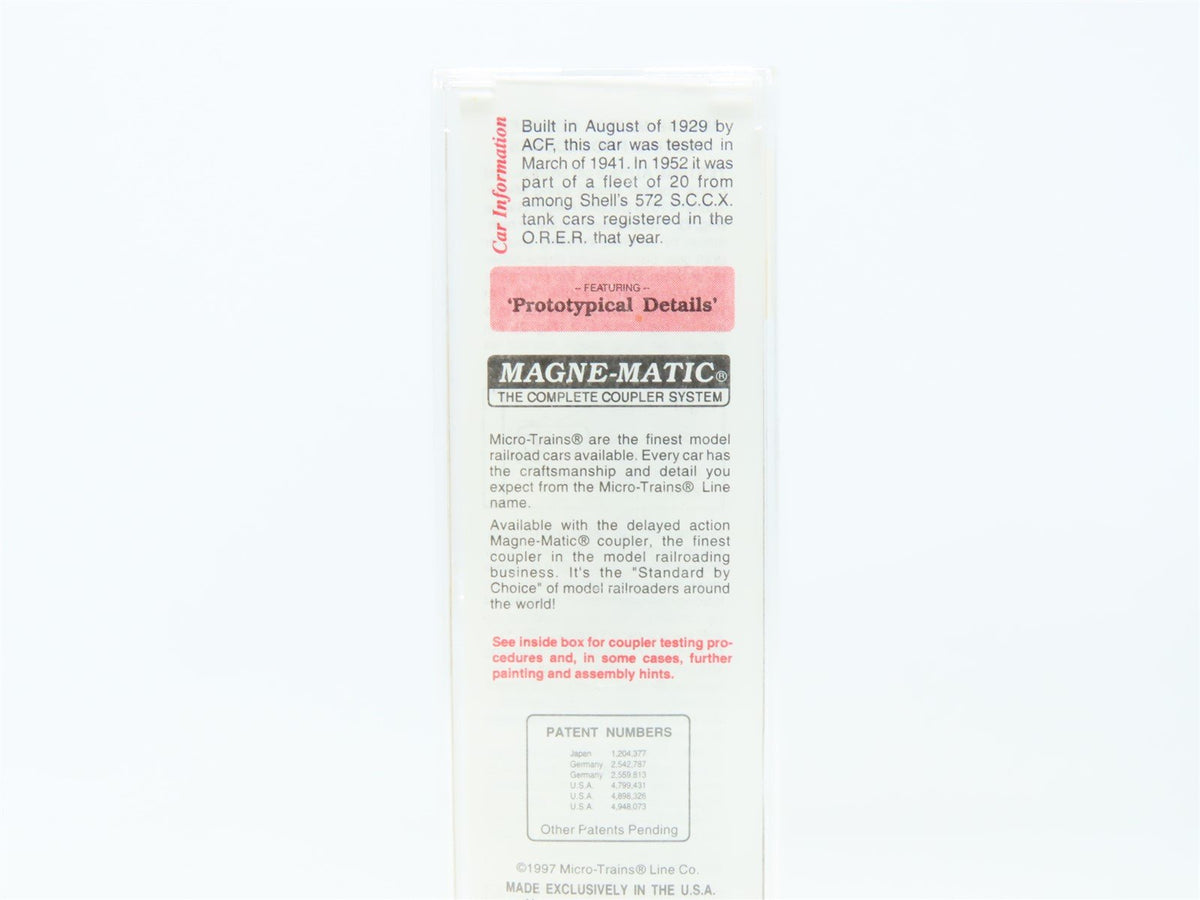 Car Information
Built in August of 1929 by
ACF, this car was tested in
March of 1941. In 1952 it was
part of a fleet of 20 from
among Shell's 572 S.C.C.X.
tank cars registered in the
O.R.E.R. that year.
-- FEATURING --
'Prototypical Details'
MAGNE-MATIC®
THE COMPLETE COUPLER SYSTEM
Micro-Trains® are the finest model
railroad cars available. Every car has
the craftsmanship and detail you
expect from the Micro-Trains® Line
name.
Available with the delayed action
Magne-Matic® coupler, the finest
coupler in the model railroading
business. It's the "Standard by
Choice" of model railroaders around
the world!
See inside box for coupler testing pro-
cedures and, in some cases, further
painting and assembly hints.
PATENT NUMBERS
Japan 1,204,377
Germany 2,542,787
Germany 2,559,813
U.S.A. 4,799,431
U.S.A. 4,898,326
U.S.A. 4,948,073
Other Patents Pending
©1997 Micro-Trains® Line Co.
MADE EXCLUSIVELY IN THE U.S.A.